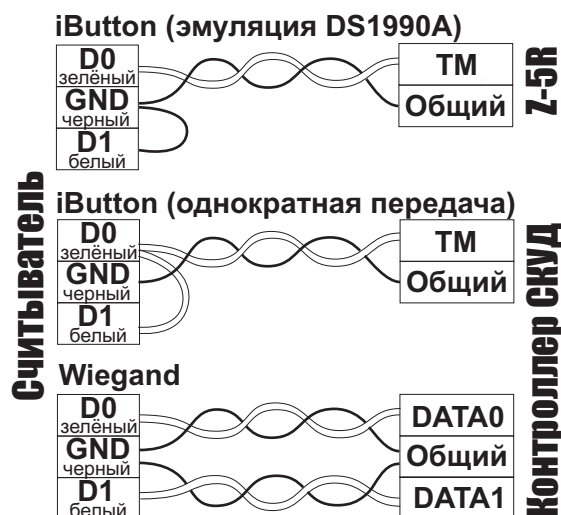 iButton (эмуляция DS1990A)
D0
зелёный
GND
черный
D1
белый
TM
Общий
Z-5R
Считыватель
iButton (однократная передача)
D0
зелёный
GND
черный
D1
белый
TM
Общий
Контроллер СКУД
Wiegand
D0
зелёный
GND
черный
D1
белый
DATA0
Общий
DATA1